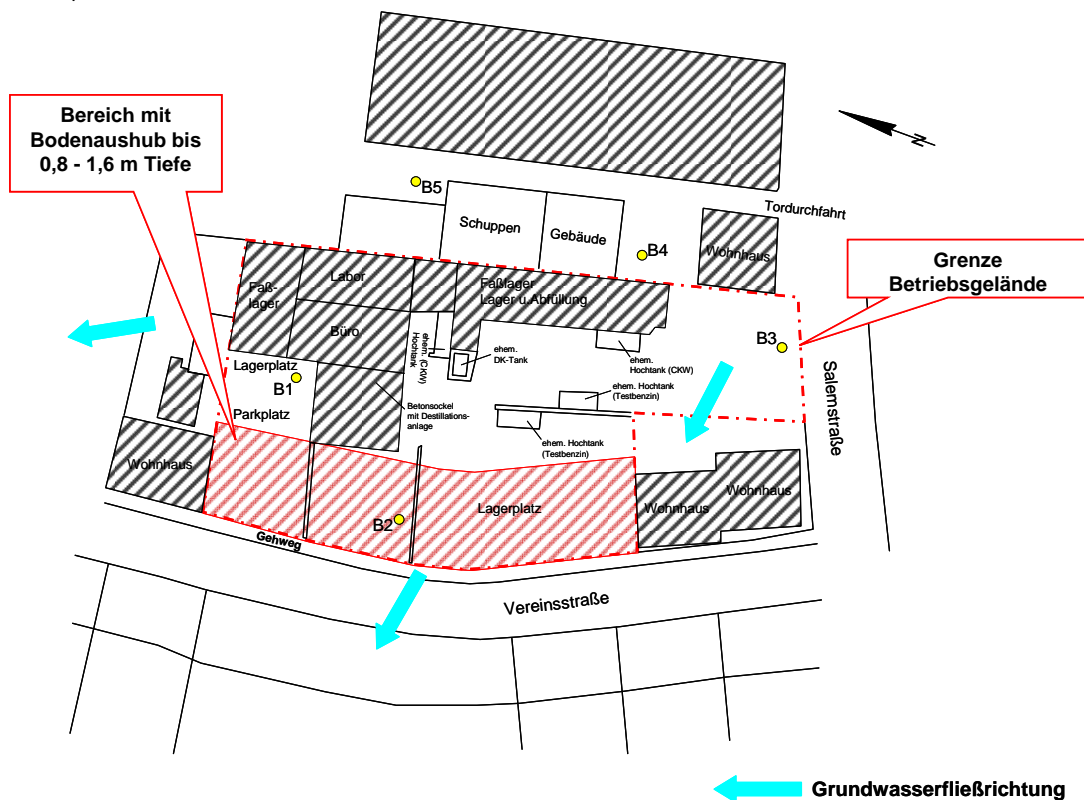 Bereich mit
Bodenaushub bis
0,8 - 1,6 m Tiefe
N
B5
Schuppen
Gebäude
B4
Tordurchfahrt
Wohnhaus
Grenze
Betriebsgelände
Faß-
lager
Labor
Büro
Faßlager
Lager u. Abfüllung
ehem. (CKW)
Hochtank
ehem.
DK-Tank
ehem.
Hochtank (CKW)
B3
Salemstraße
Lagerplatz
B1
Parkplatz
Betonsockel
mit Destillations-
anlage
ehem. Hochtank
(Testbenzin)
ehem. Hochtank
(Testbenzin)
Wohnhaus
B2
Lagerplatz
Wohnhaus
Wohnhaus
Gehweg
Vereinsstraße
Grundwasserfließrichtung